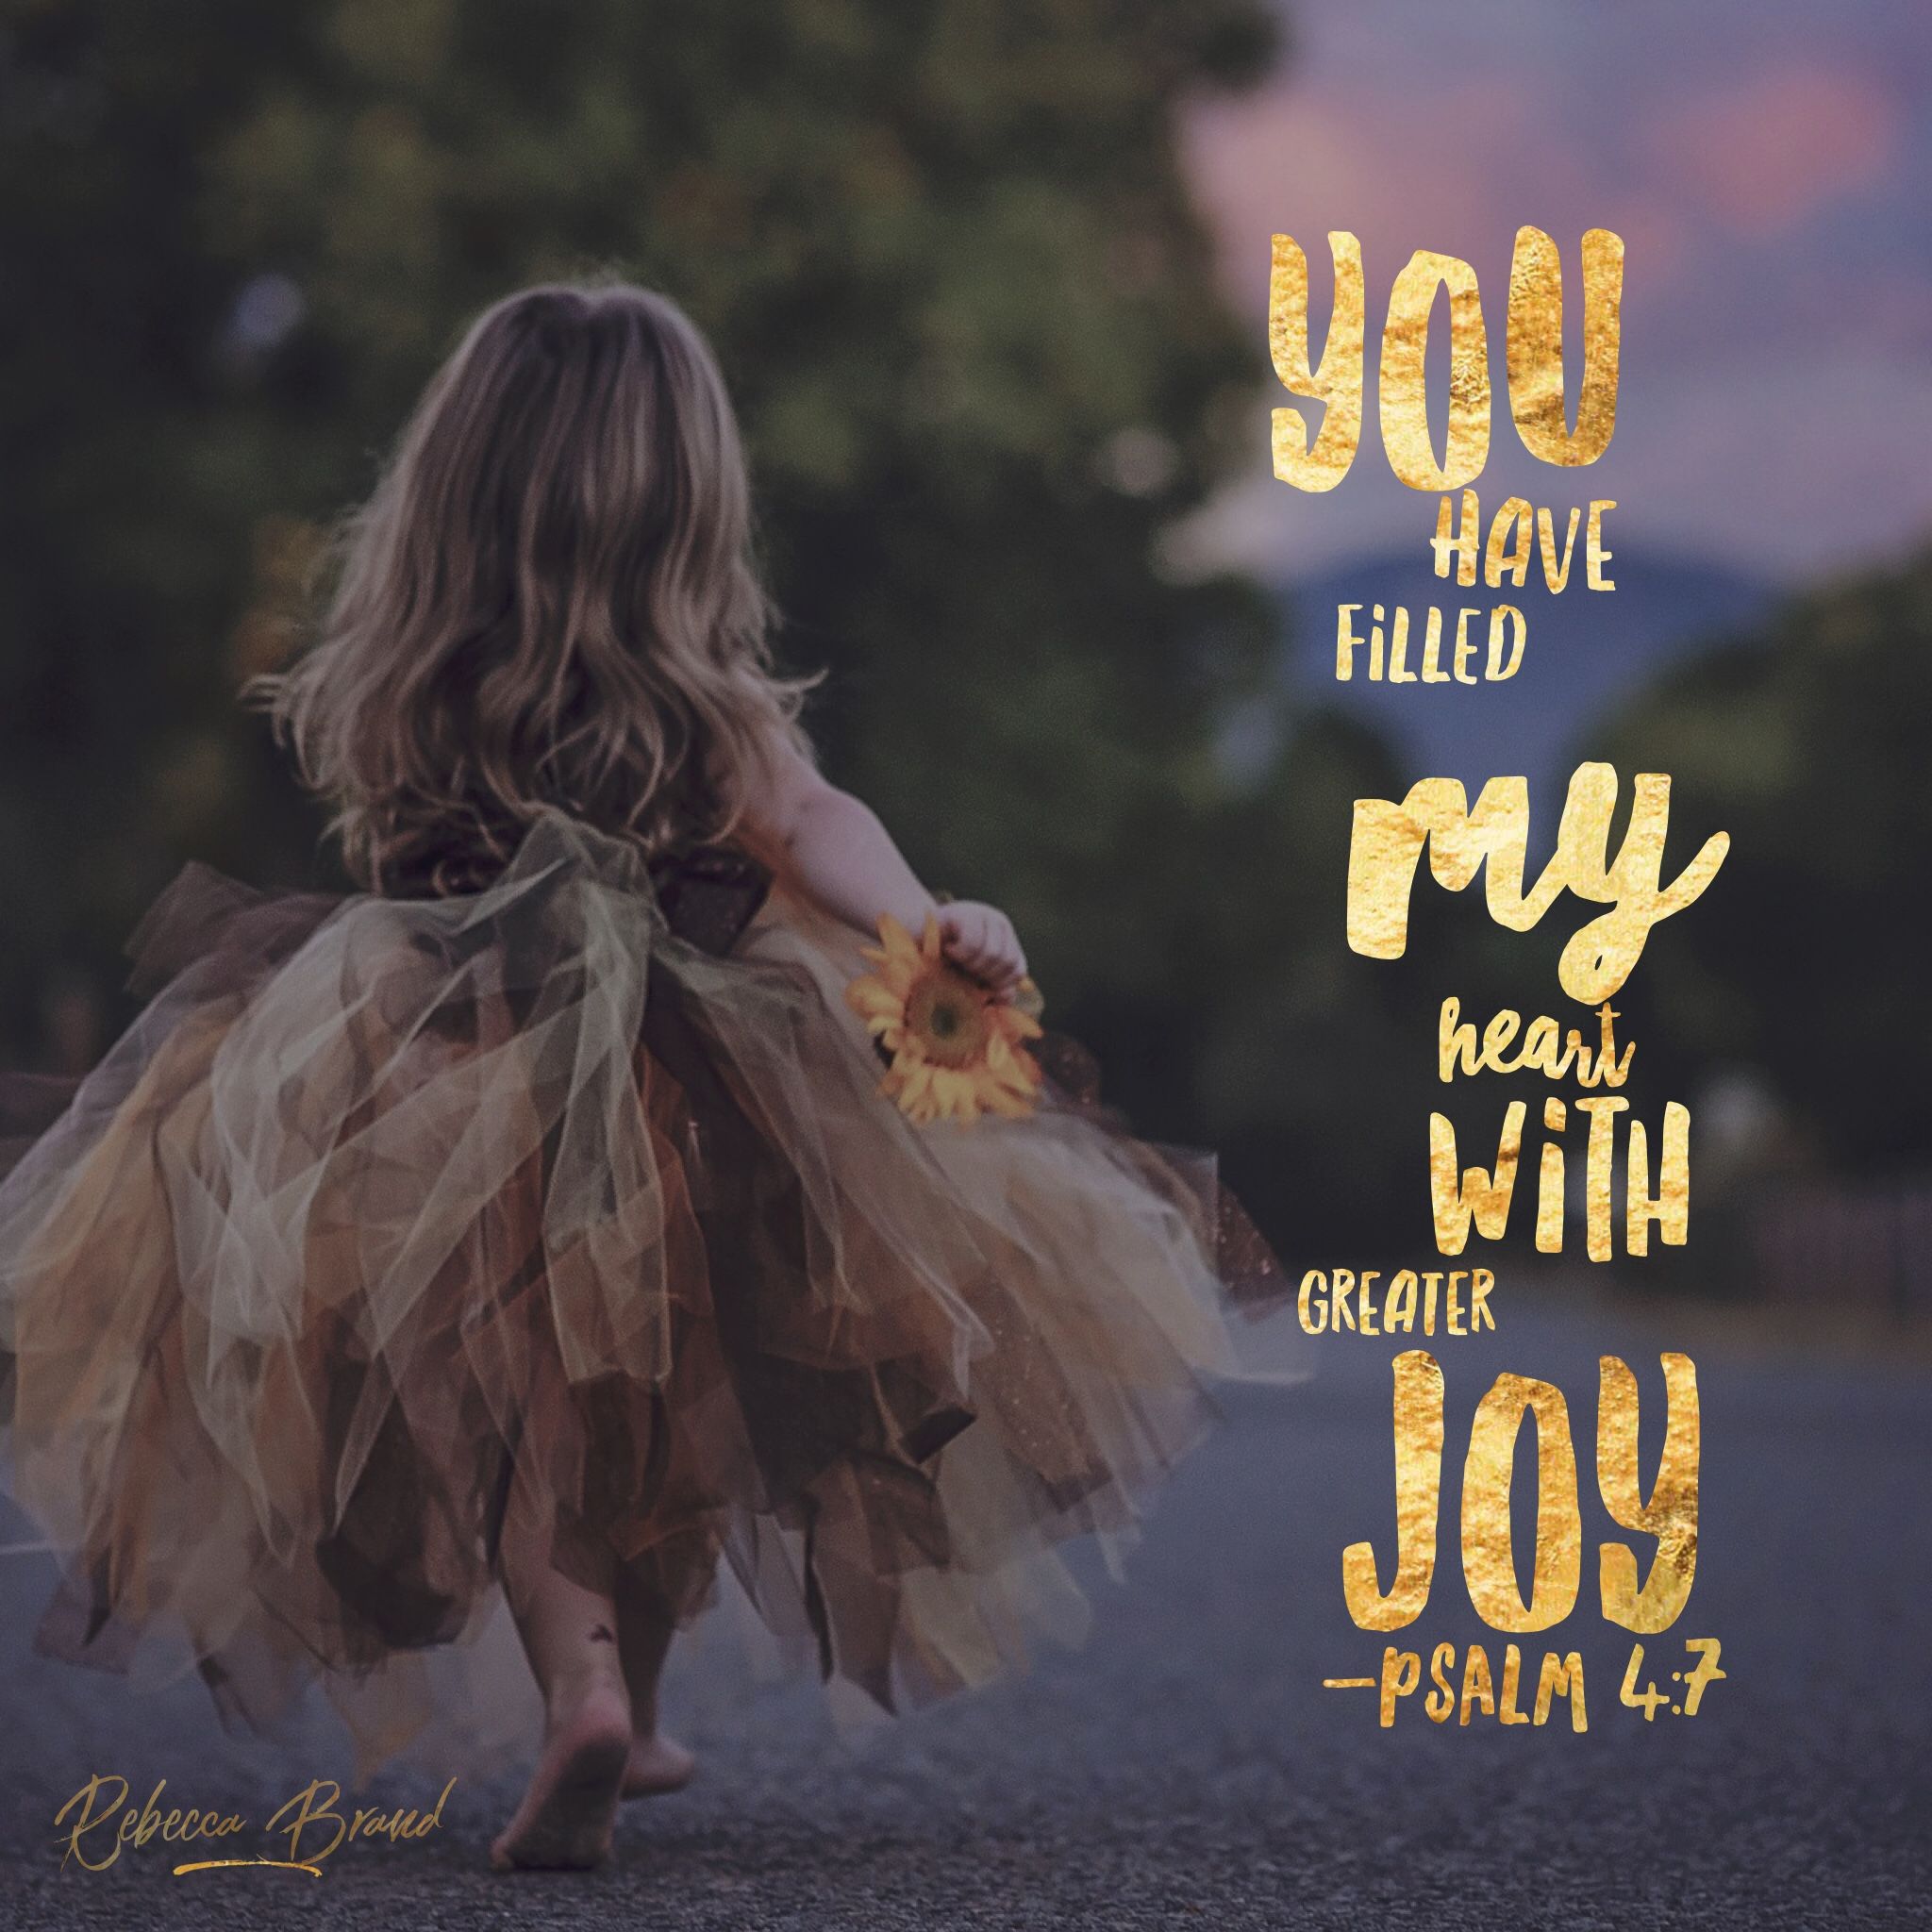 YOU
HAVE
FiLLED
my
heart
WiTH
GREATER
JOY
—PSALM 4:7
Rebecca Brand